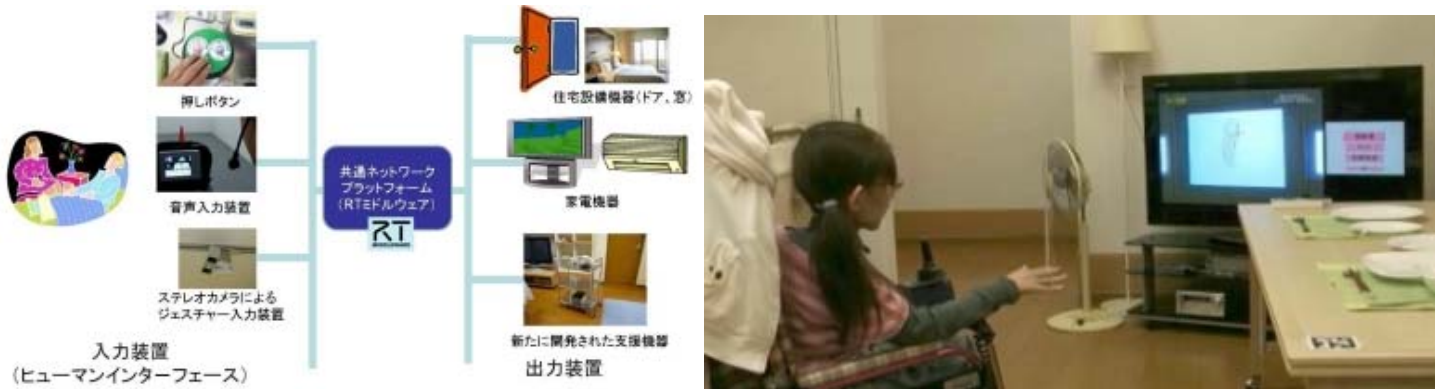 押しボタン
音声入力装置
ステレオカメラによる
ジェスチャー入力装置
入力装置
(ヒューマンインターフェース)
共通ネットワーク
プラットフォーム
(RTミドルウェア)
RT
住宅設備機器(ドア、窓)
家電機器
新たに開発された支援機器
出力装置